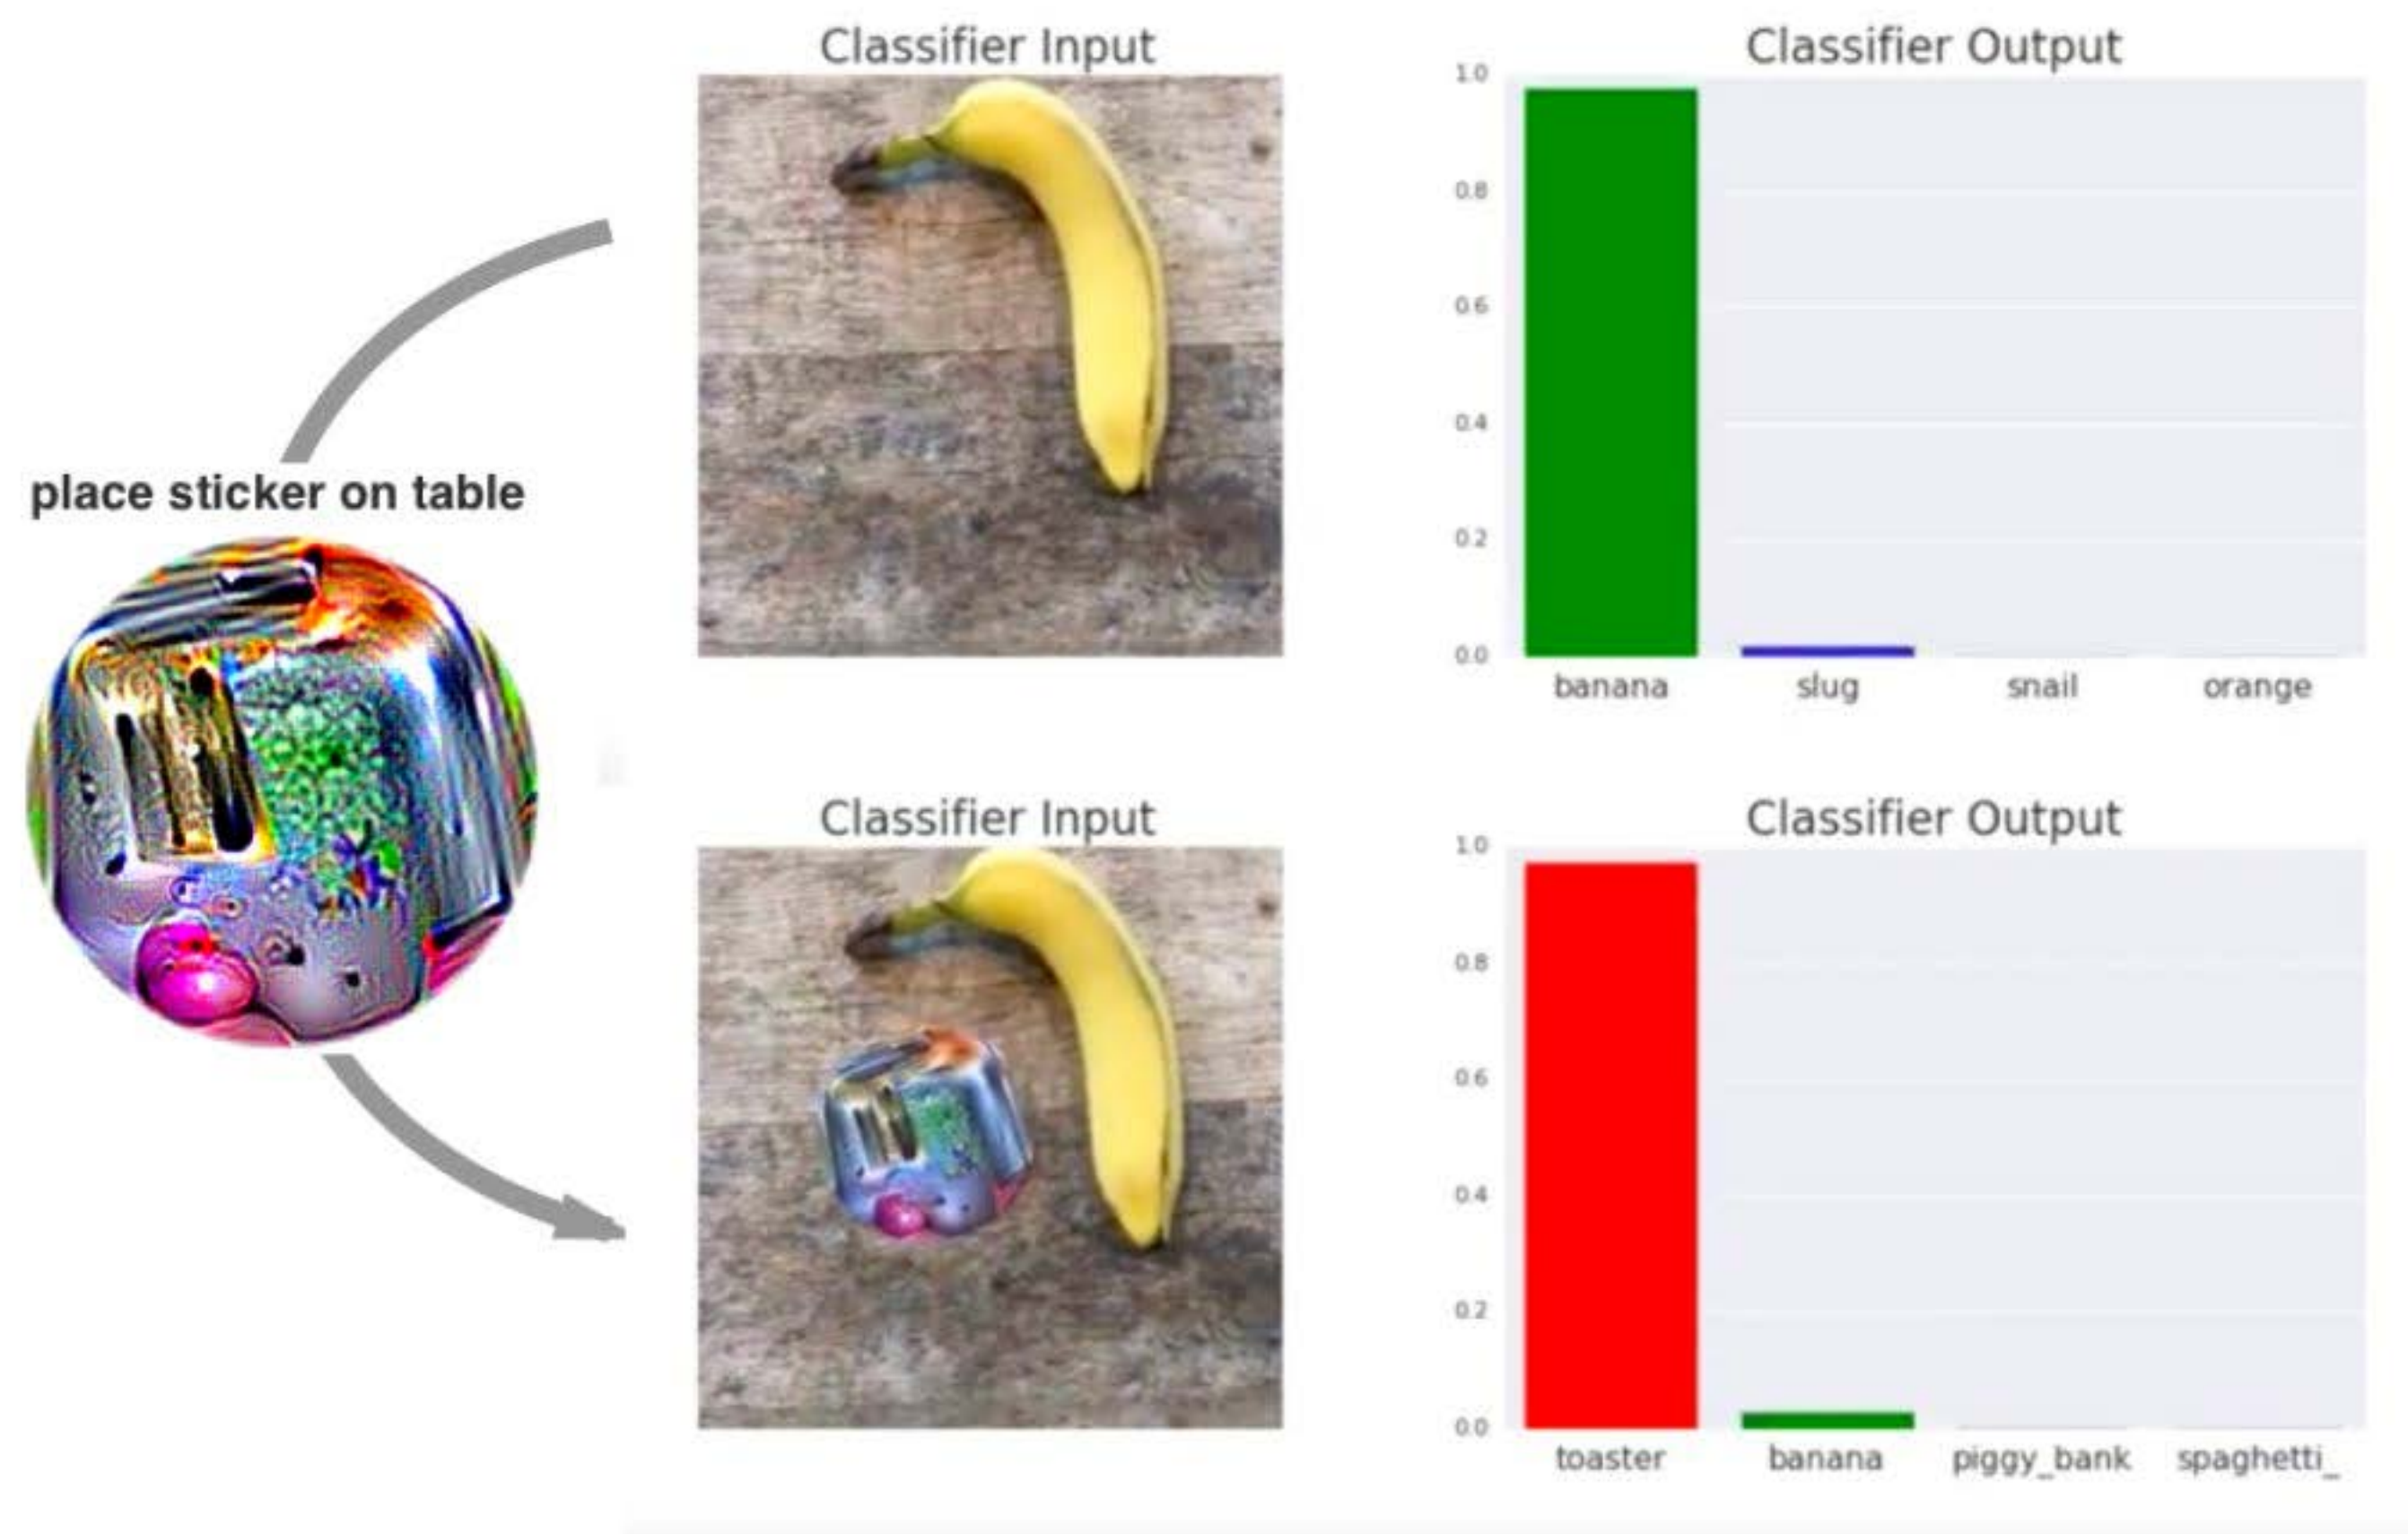 Classifier Input
Classifier Output
1.0
0.8
0.6
0.4
0.2
0.0
banana slug snail orange
place sticker on table
Classifier Input
Classifier Output
1.0
0.8
0.6
0.4
0.2
0.0
toaster banana piggy_bank spaghetti_